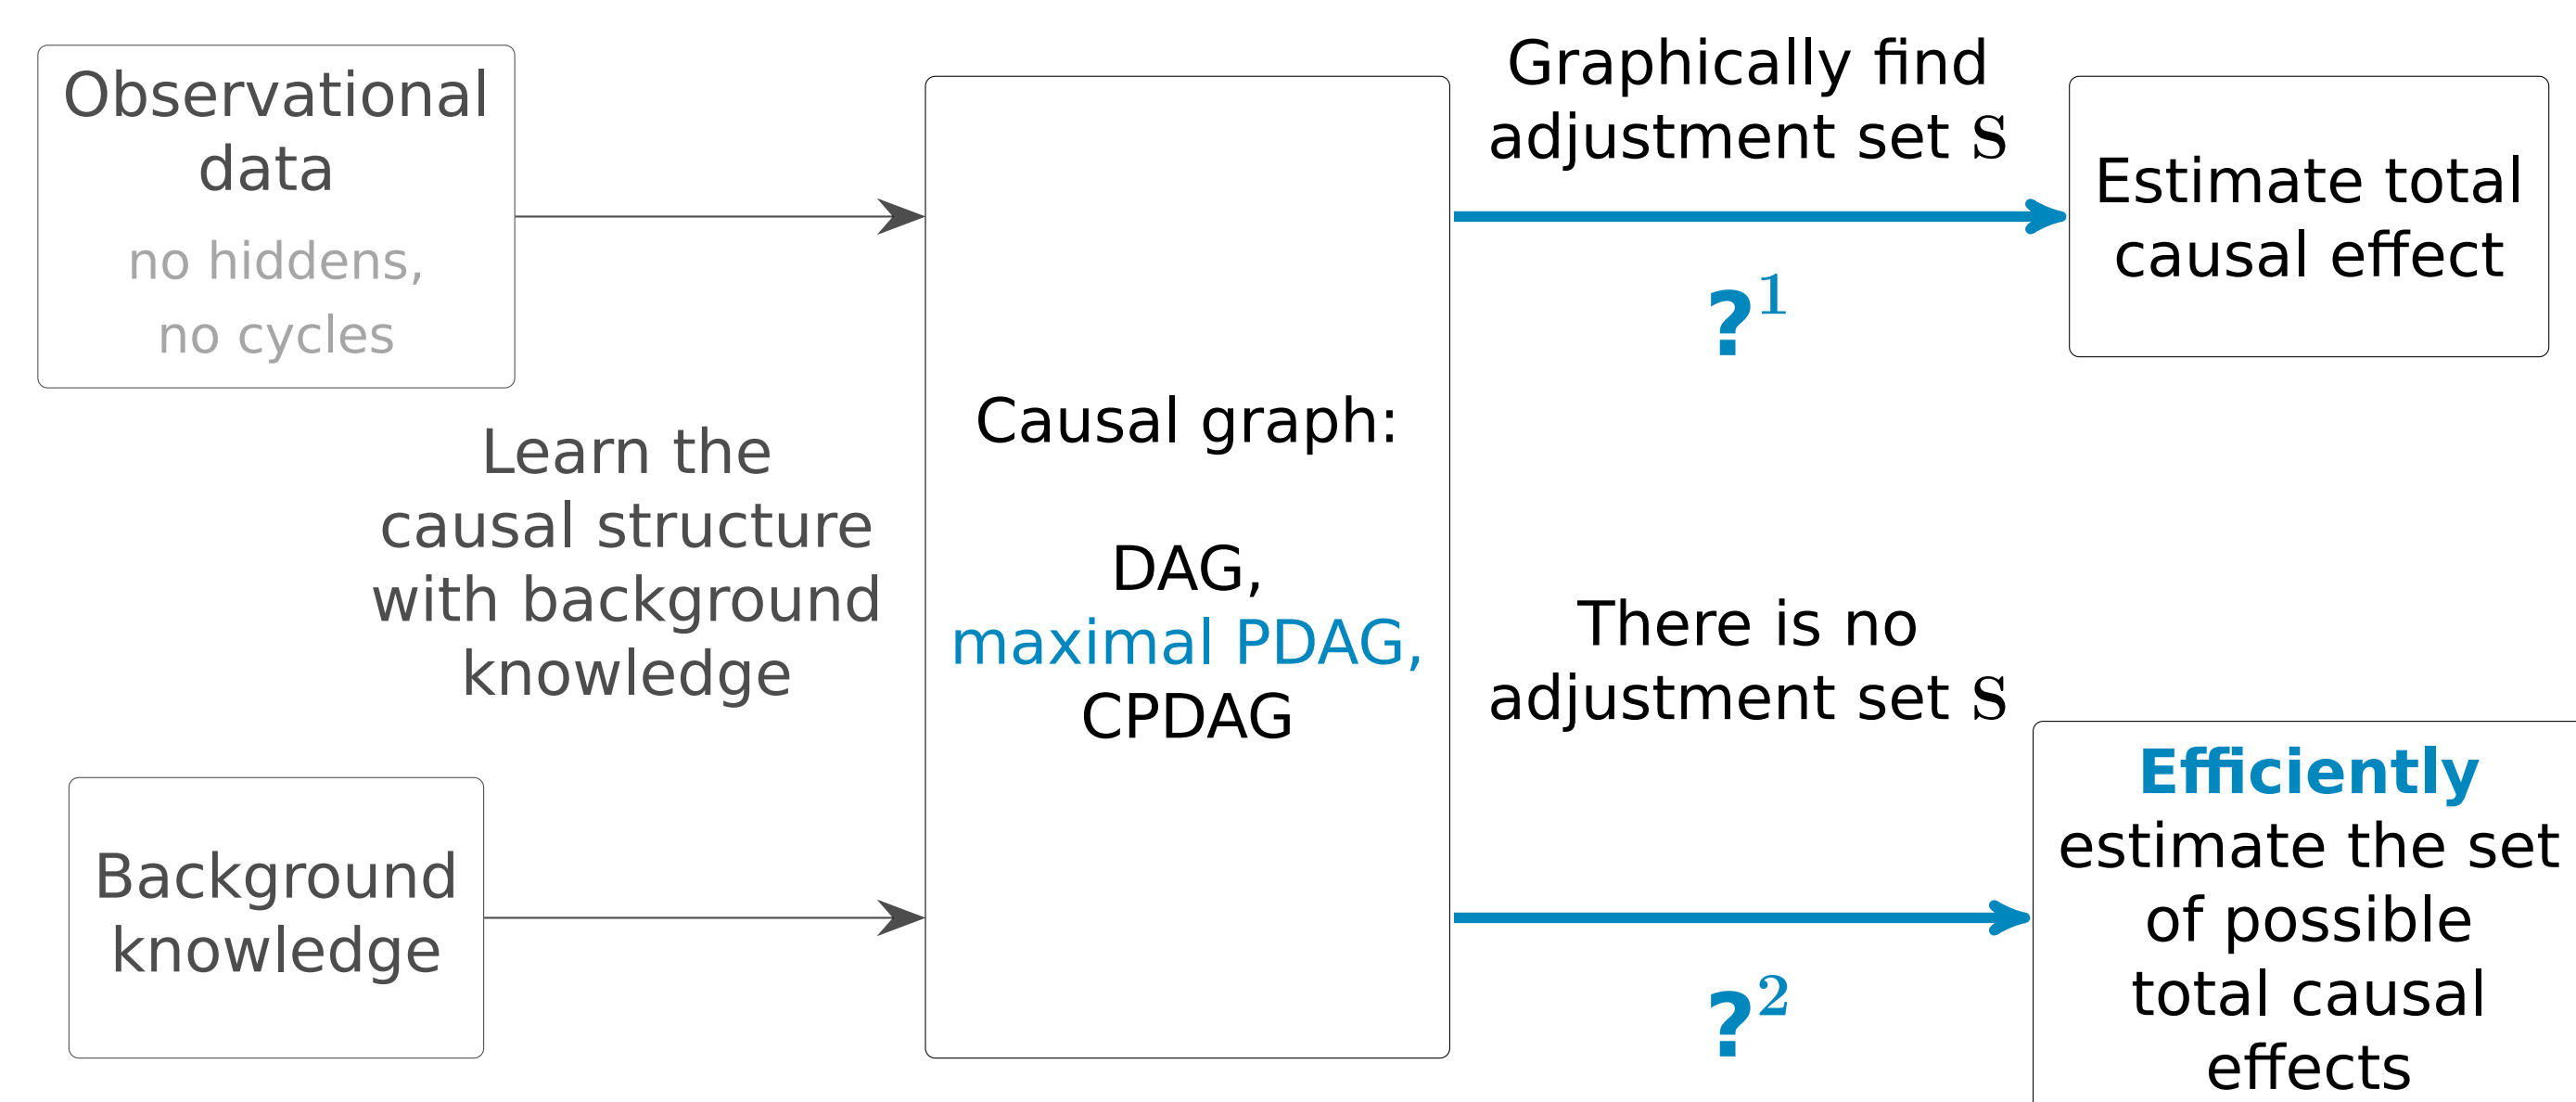 Observational
data
no hiddens,
no cycles
Learn the
causal structure
with background
knowledge
Background
knowledge
Causal graph:
DAG,
maximal PDAG,
CPDAG
Graphically find
adjustment set S
?1
Estimate total
causal effect
There is no
adjustment set S
?2
Efficiently
estimate the set
of possible
total causal
effects